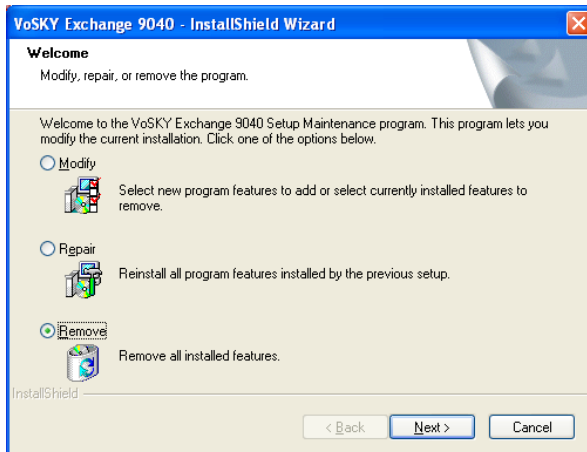 VoSKY Exchange 9040 - InstallShield Wizard
Welcome
Modify, repair, or remove the program.
Welcome to the VoSKY Exchange 9040 Setup Maintenance program. This program lets you
modify the current installation. Click one of the options below.
Modify
Select new program features to add or select currently installed features to
remove.
Repair
Reinstall all program features installed by the previous setup.
Remove
Remove all installed features.
InstallShield
< Back Next > Cancel